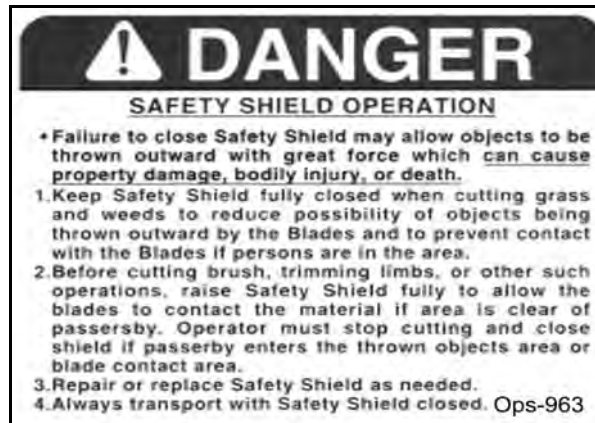 DANGER
SAFETY SHIELD OPERATION
•Failure to close Safety Shield may allow objects to be
thrown outward with great force which can cause
property damage, bodily injury, or death.
1.Keep Safety Shield fully closed when cutting grass
and weeds to reduce possibility of objects being
thrown outward by the Blades and to prevent contact
with the Blades if persons are in the area.
2.Before cutting brush, trimming limbs, or other such
operations, raise Safety Shield fully to allow the
blades to contact the material if area is clear of
passersby. Operator must stop cutting and close
shield if passerby enters the thrown objects area or
blade contact area.
3.Repair or replace Safety Shield as needed.
4.Always transport with Safety Shield closed. Ops-963